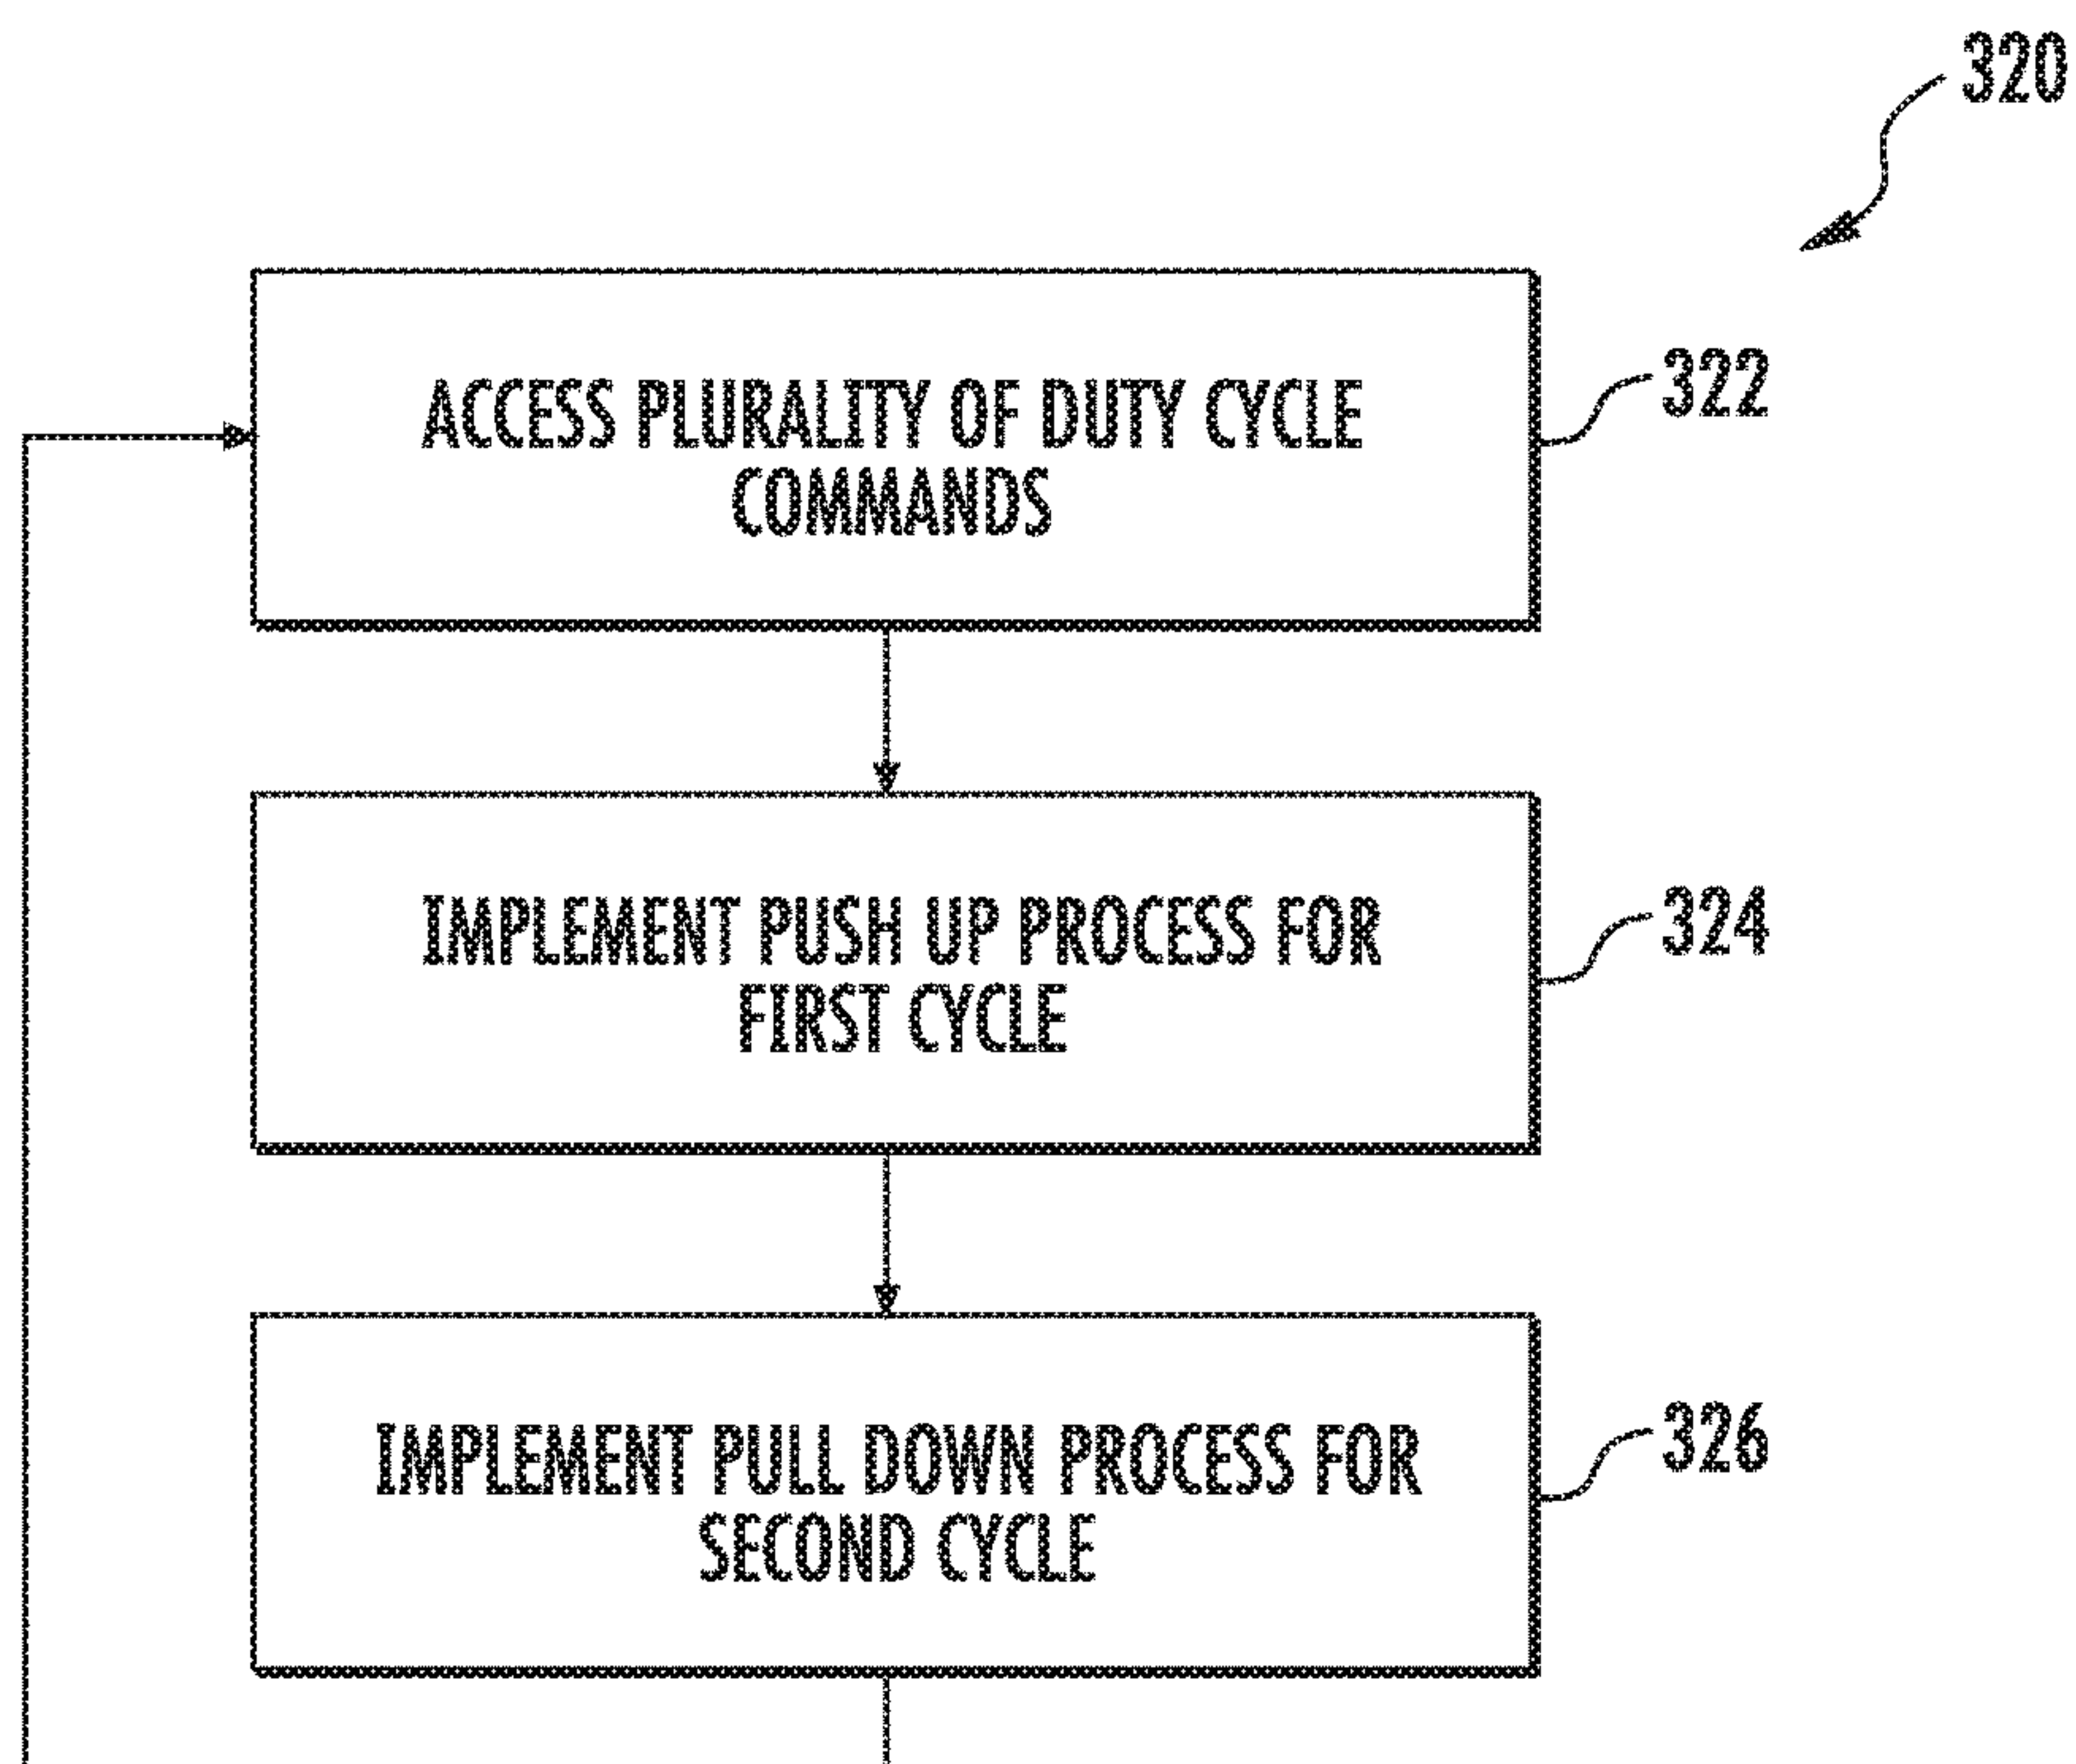 320
ACCESS PLURALITY OF DUTY CYCLE
COMMANDS
322
IMPLEMENT PUSH UP PROCESS FOR
FIRST CYCLE
324
IMPLEMENT PULL DOWN PROCESS FOR
SECOND CYCLE
326